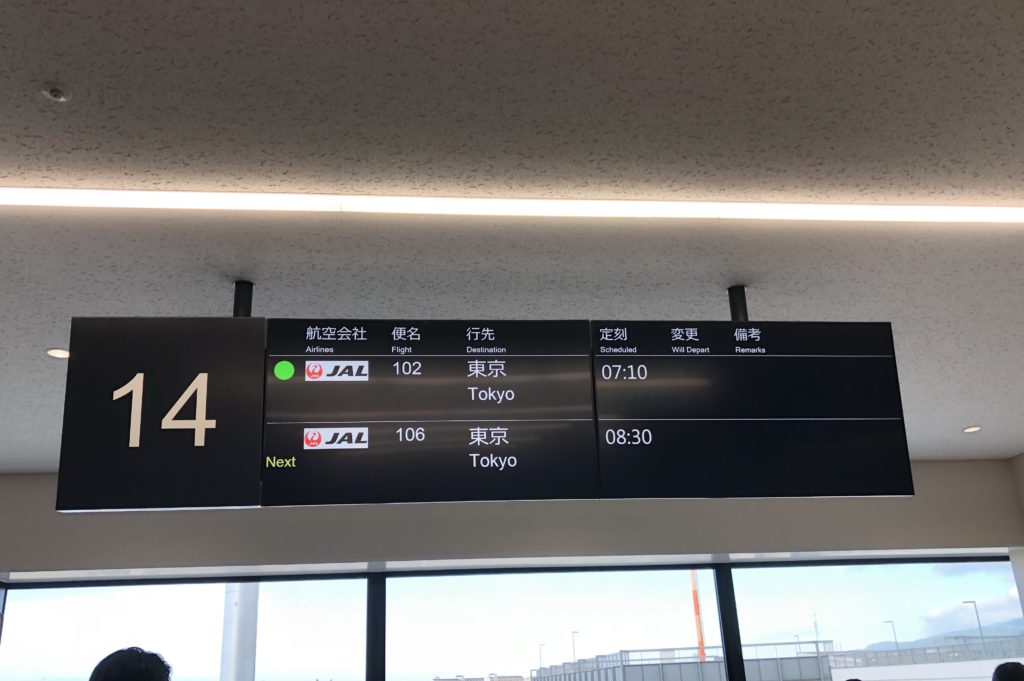 14
航空会社 便名 行先 定刻 変更 備考
Airlines Flight Destination Scheduled Will Depart Remarks
JAL 102 東京 07:10
Tokyo
JAL 106 東京 08:30
Next Tokyo